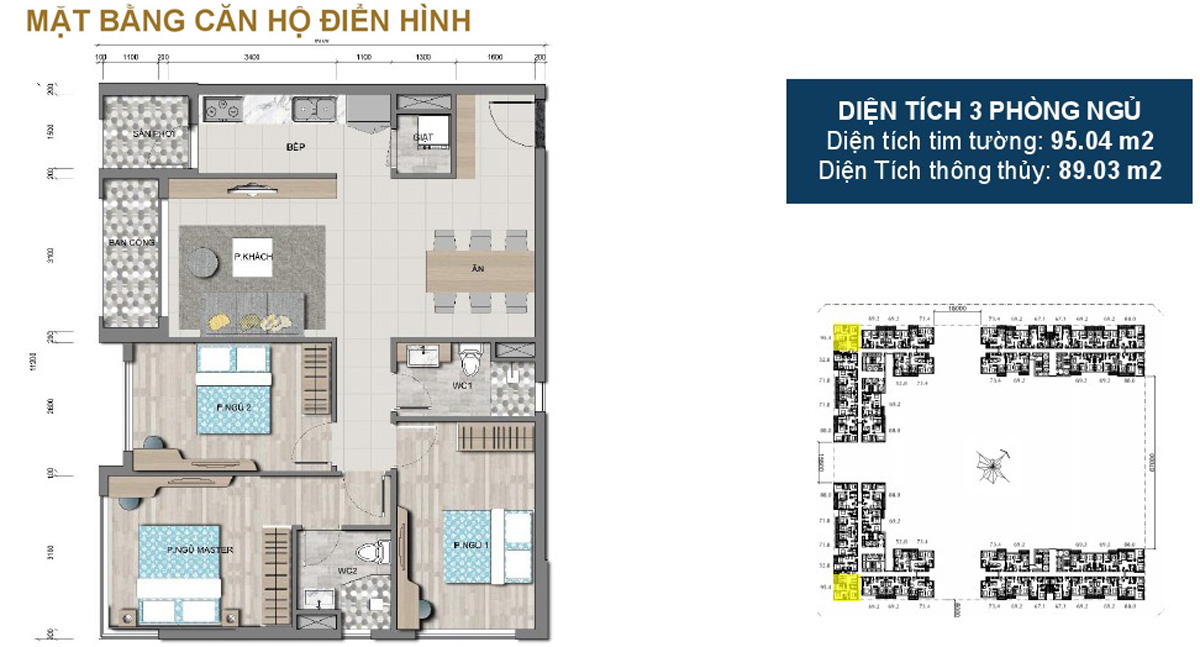 MẶT BẰNG CĂN HỘ ĐIỂN HÌNH
100 1100 200 3400 1100 1300 1600 200
200
1500
200
3100
200
11200
2600
100
3100
200
SÂN PHƠI
BẾP
GIẶT
BAN CÔNG
P.KHÁCH
ĂN
WC1
P.NGỦ 2
P.NGỦ MASTER
WC2
P.NGỦ 1
DIỆN TÍCH 3 PHÒNG NGỦ
Diện tích tim tường: 95.04 m2
Diện Tích thông thủy: 89.03 m2
16000
69.2 69.2 73.4 73.4 69.2 67.1 67.1 69.2 69.2 88.0
52.8 73.4 73.4 69.2 69.2 69.2 88.0
71.8
69.2
71.8
88.0 88.0
67000
88.0 88.0
71.8 69.2
71.8
52.8 73.4 73.4 69.2 69.2 69.2 88.0
69.2 69.2 73.4 73.4 69.2 67.1 67.1 69.2 69.2 88.0